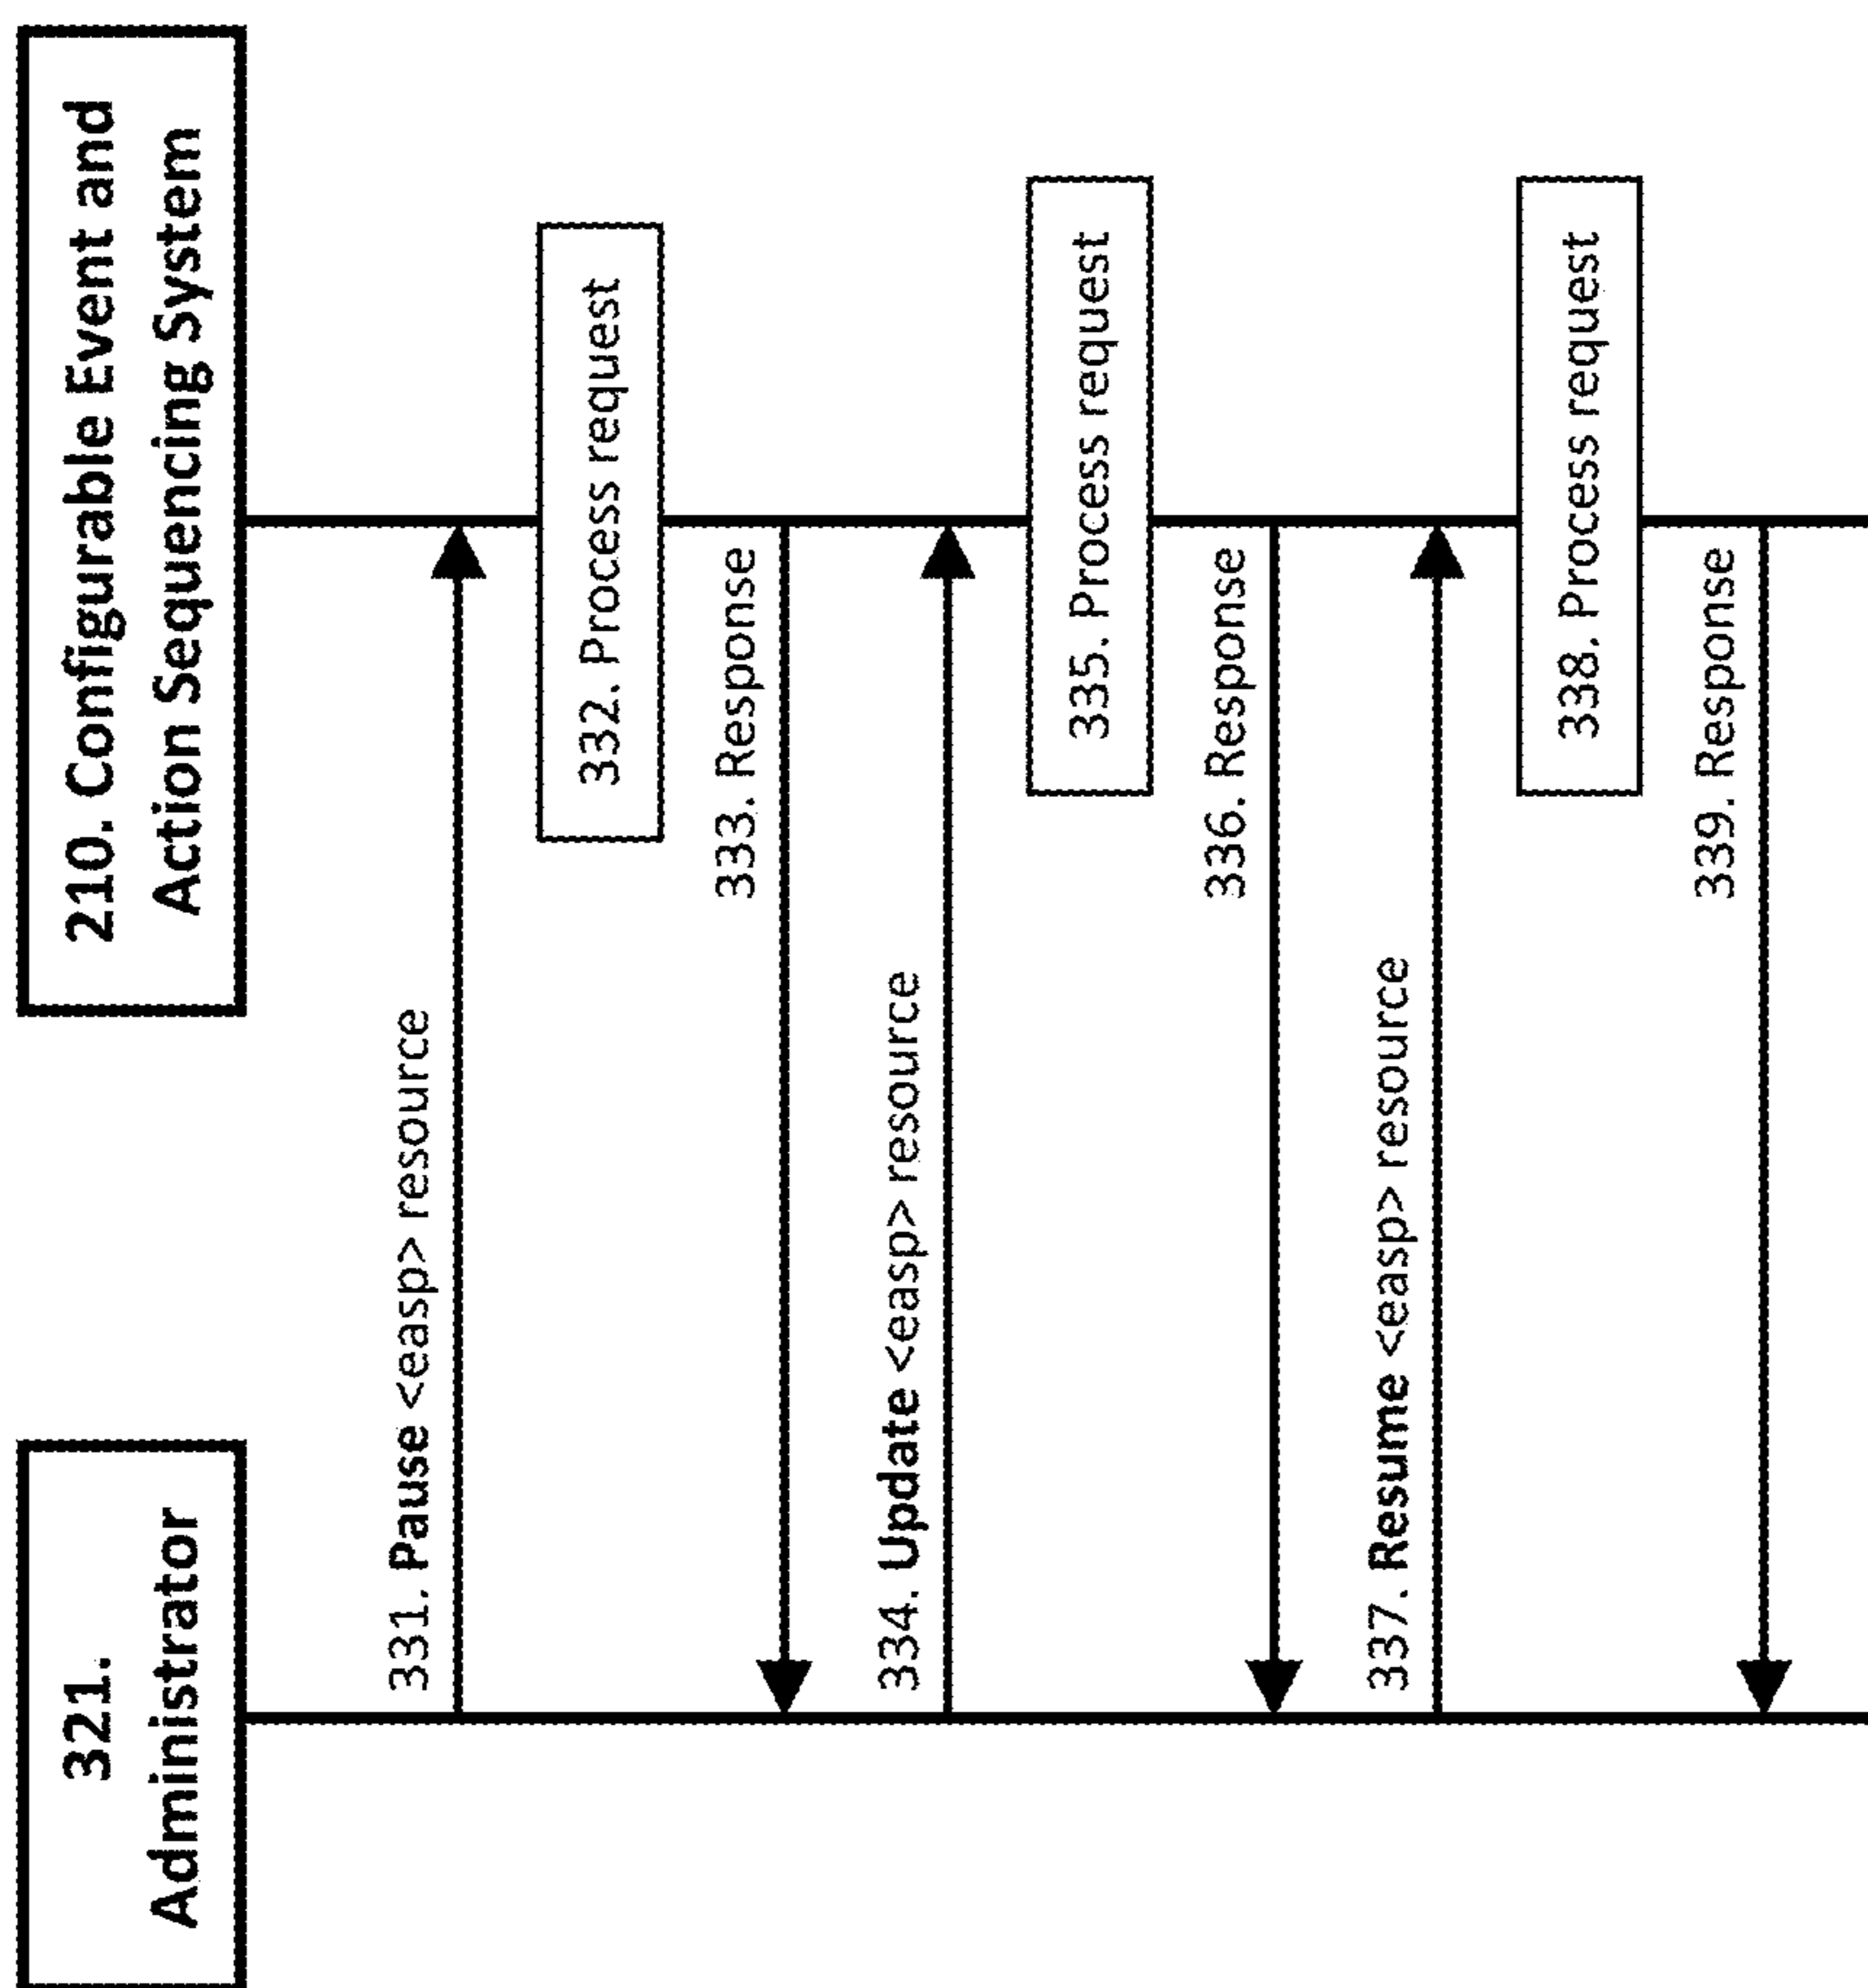 321.
Administrator
210. Configurable Event and
Action Sequencing System
331. Pause <easp> resource
332. Process request
333. Response
334. Update <easp> resource
335. Process request
336. Response
337. Resume <easp> resource
338. Process request
339. Response